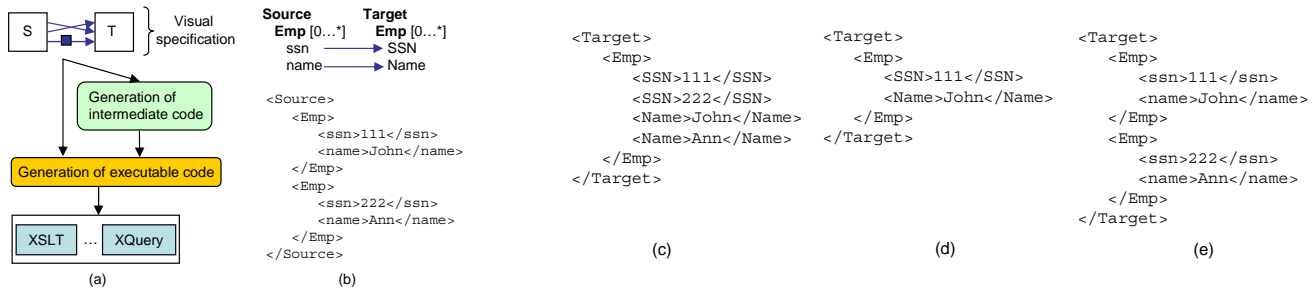 S
T
Visual
specification
Generation of
intermediate code
Generation of executable code
XSLT
...
XQuery
(a)
Source Target
Emp [0...*] Emp [0...*]
ssn SSN
name Name
<Source>
<Emp>
<ssn>111</ssn>
<name>John</name>
</Emp>
<Emp>
<ssn>222</ssn>
<name>Ann</name>
</Emp>
</Source>
(b)
<Target>
<Emp>
<SSN>111</SSN>
<SSN>222</SSN>
<Name>John</Name>
<Name>Ann</Name>
</Emp>
</Target>
(c)
<Target>
<Emp>
<SSN>111</SSN>
<Name>John</Name>
</Emp>
</Target>
(d)
<Target>
<Emp>
<ssn>111</ssn>
<name>John</name>
</Emp>
<Emp>
<ssn>222</ssn>
<name>Ann</name>
</Emp>
</Target>
(e)